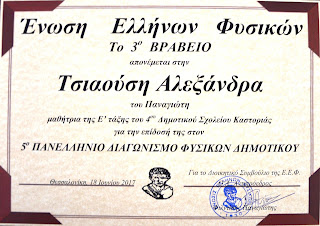 Ένωση Ελλήνων Φυσικών
Το 3ο ΒΡΑΒΕΙΟ
απονέμεται στην
Τσιαούση Αλεξάνδρα
του Παναγιώτη
μαθήτρια της Ε' τάξης του 4ου Δημοτικού Σχολείου Καστοριάς
για την επίδοσή της στον
5ο ΠΑΝΕΛΛΗΝΙΟ ΔΙΑΓΩΝΙΣΜΟ ΦΥΣΙΚΩΝ ΔΗΜΟΤΙΚΟΥ
Θεσσαλονίκη, 18 Ιουνίου 2017
Για το Διοικητικό Συμβούλιο της Ε.Ε.Φ.